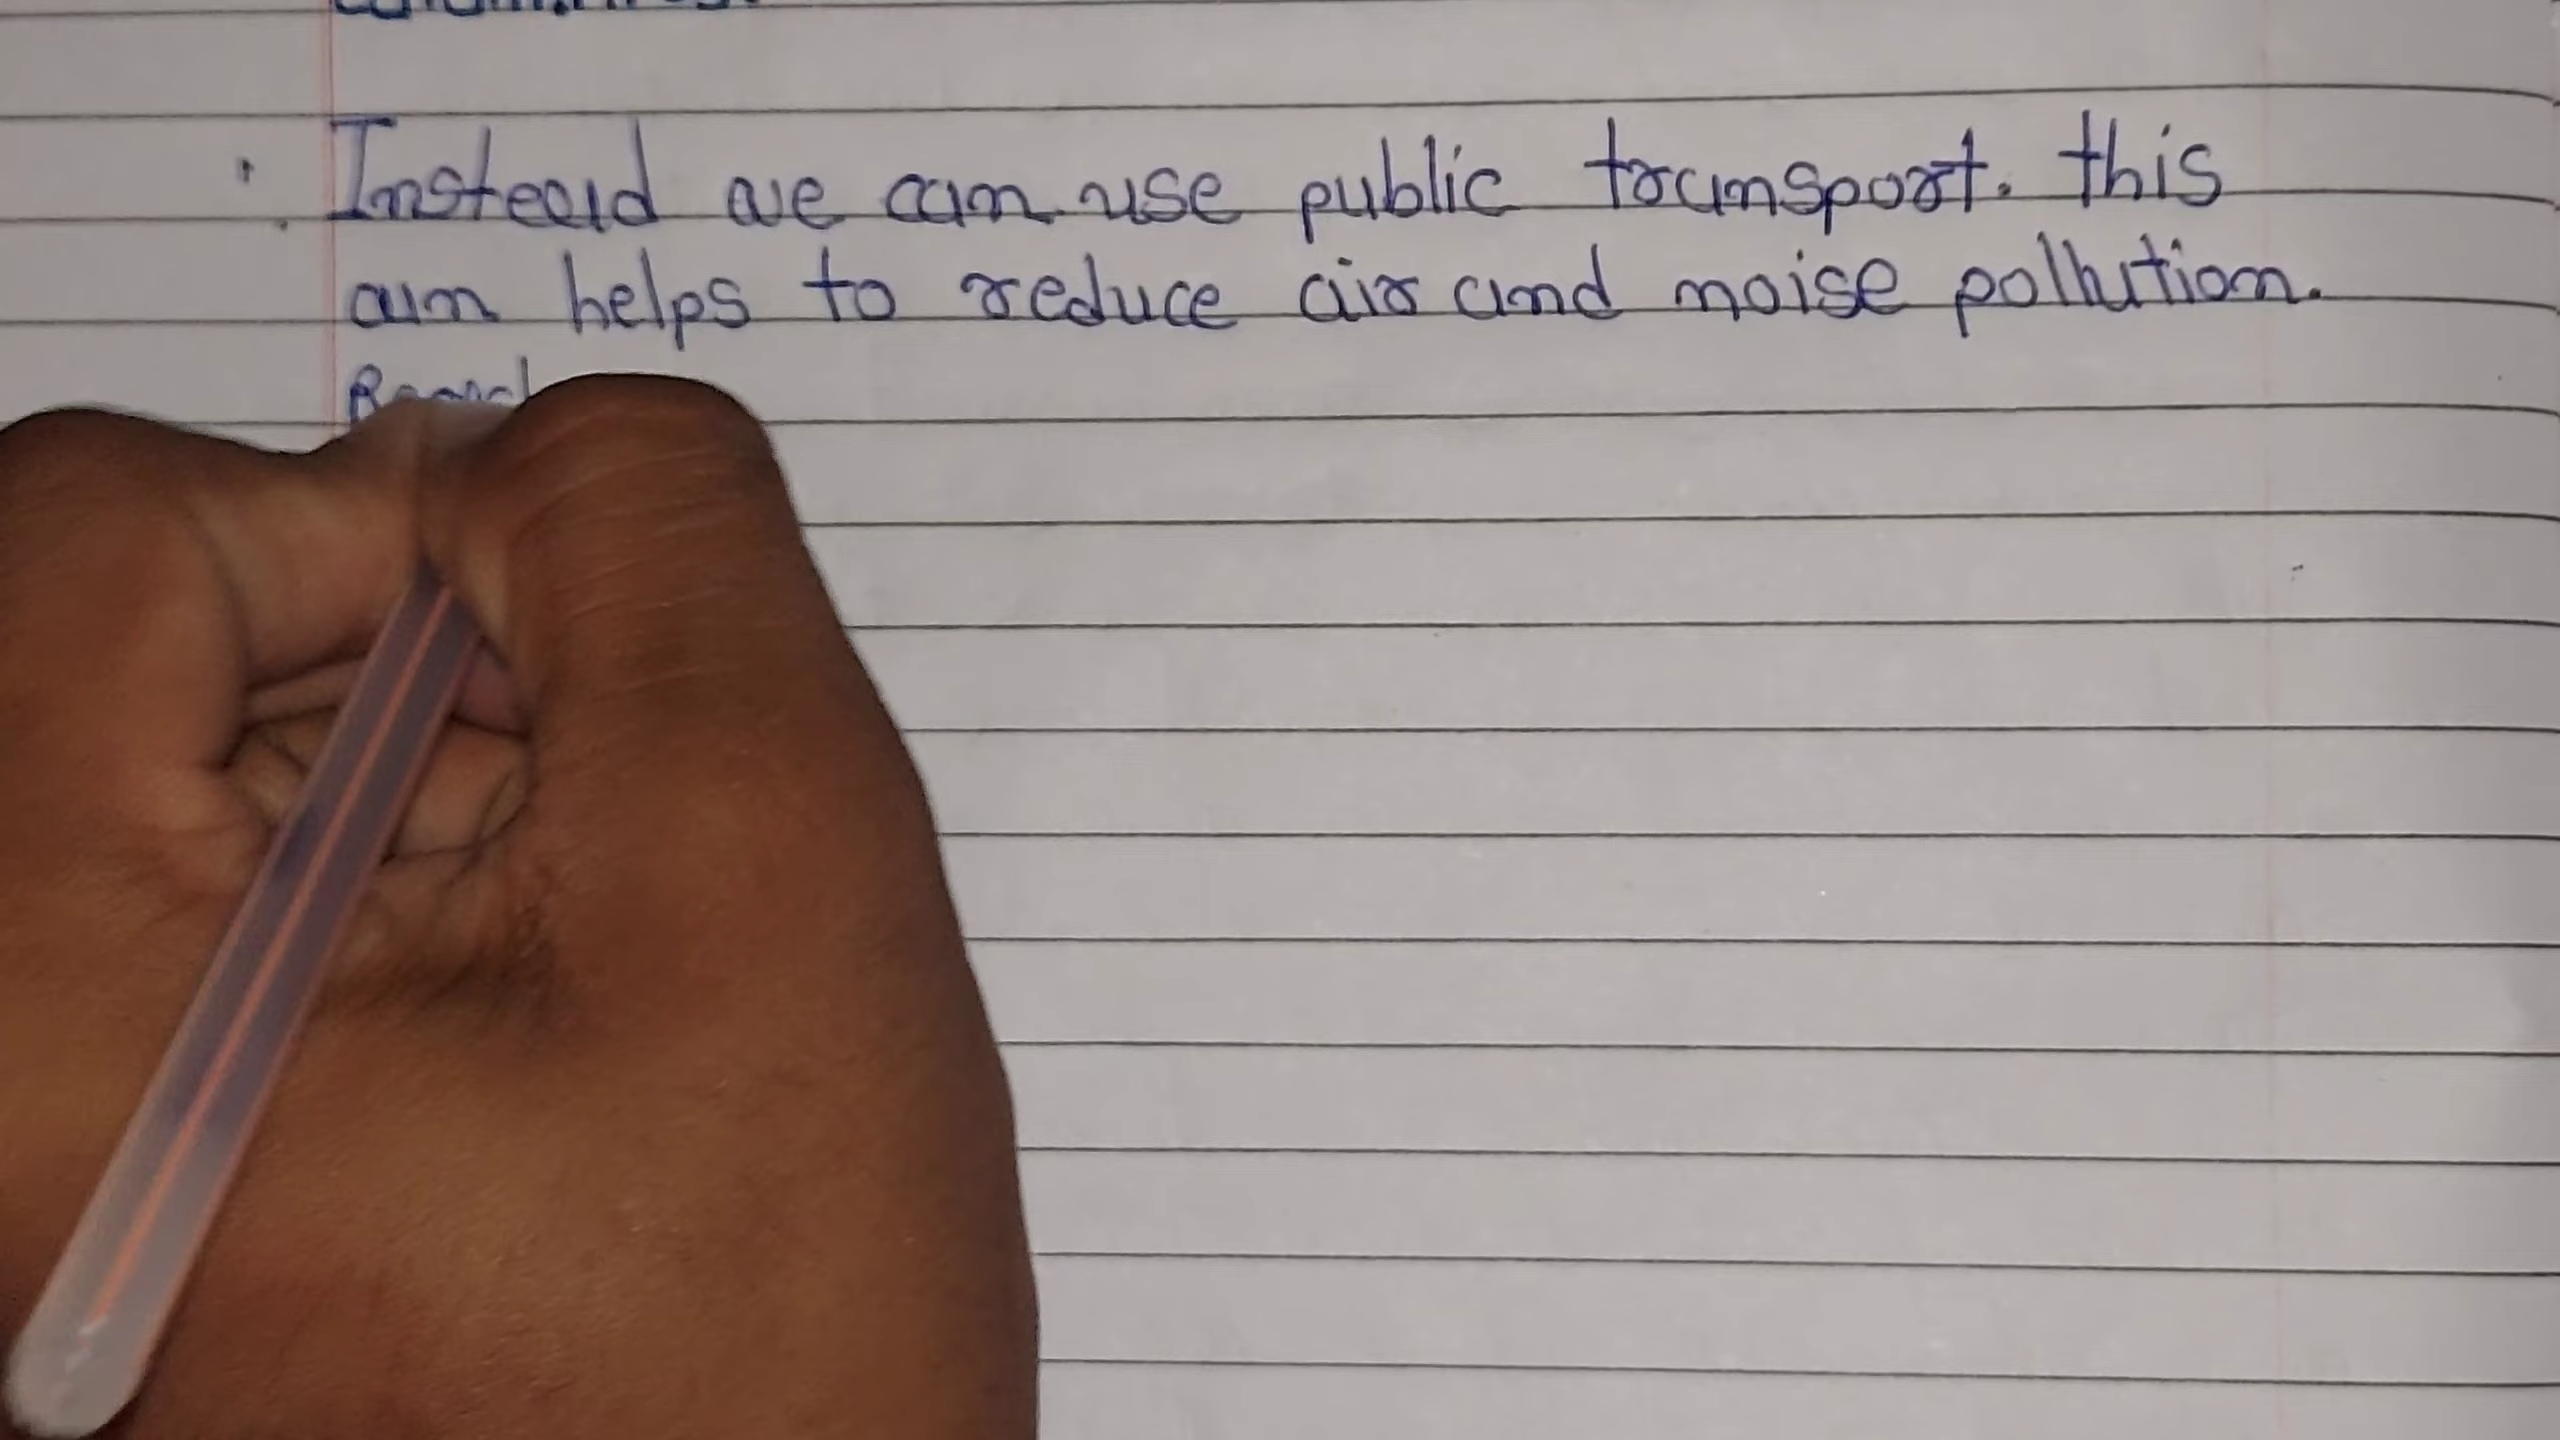 Instead we can use public transport. this
can helps to reduce air and noise pollution.